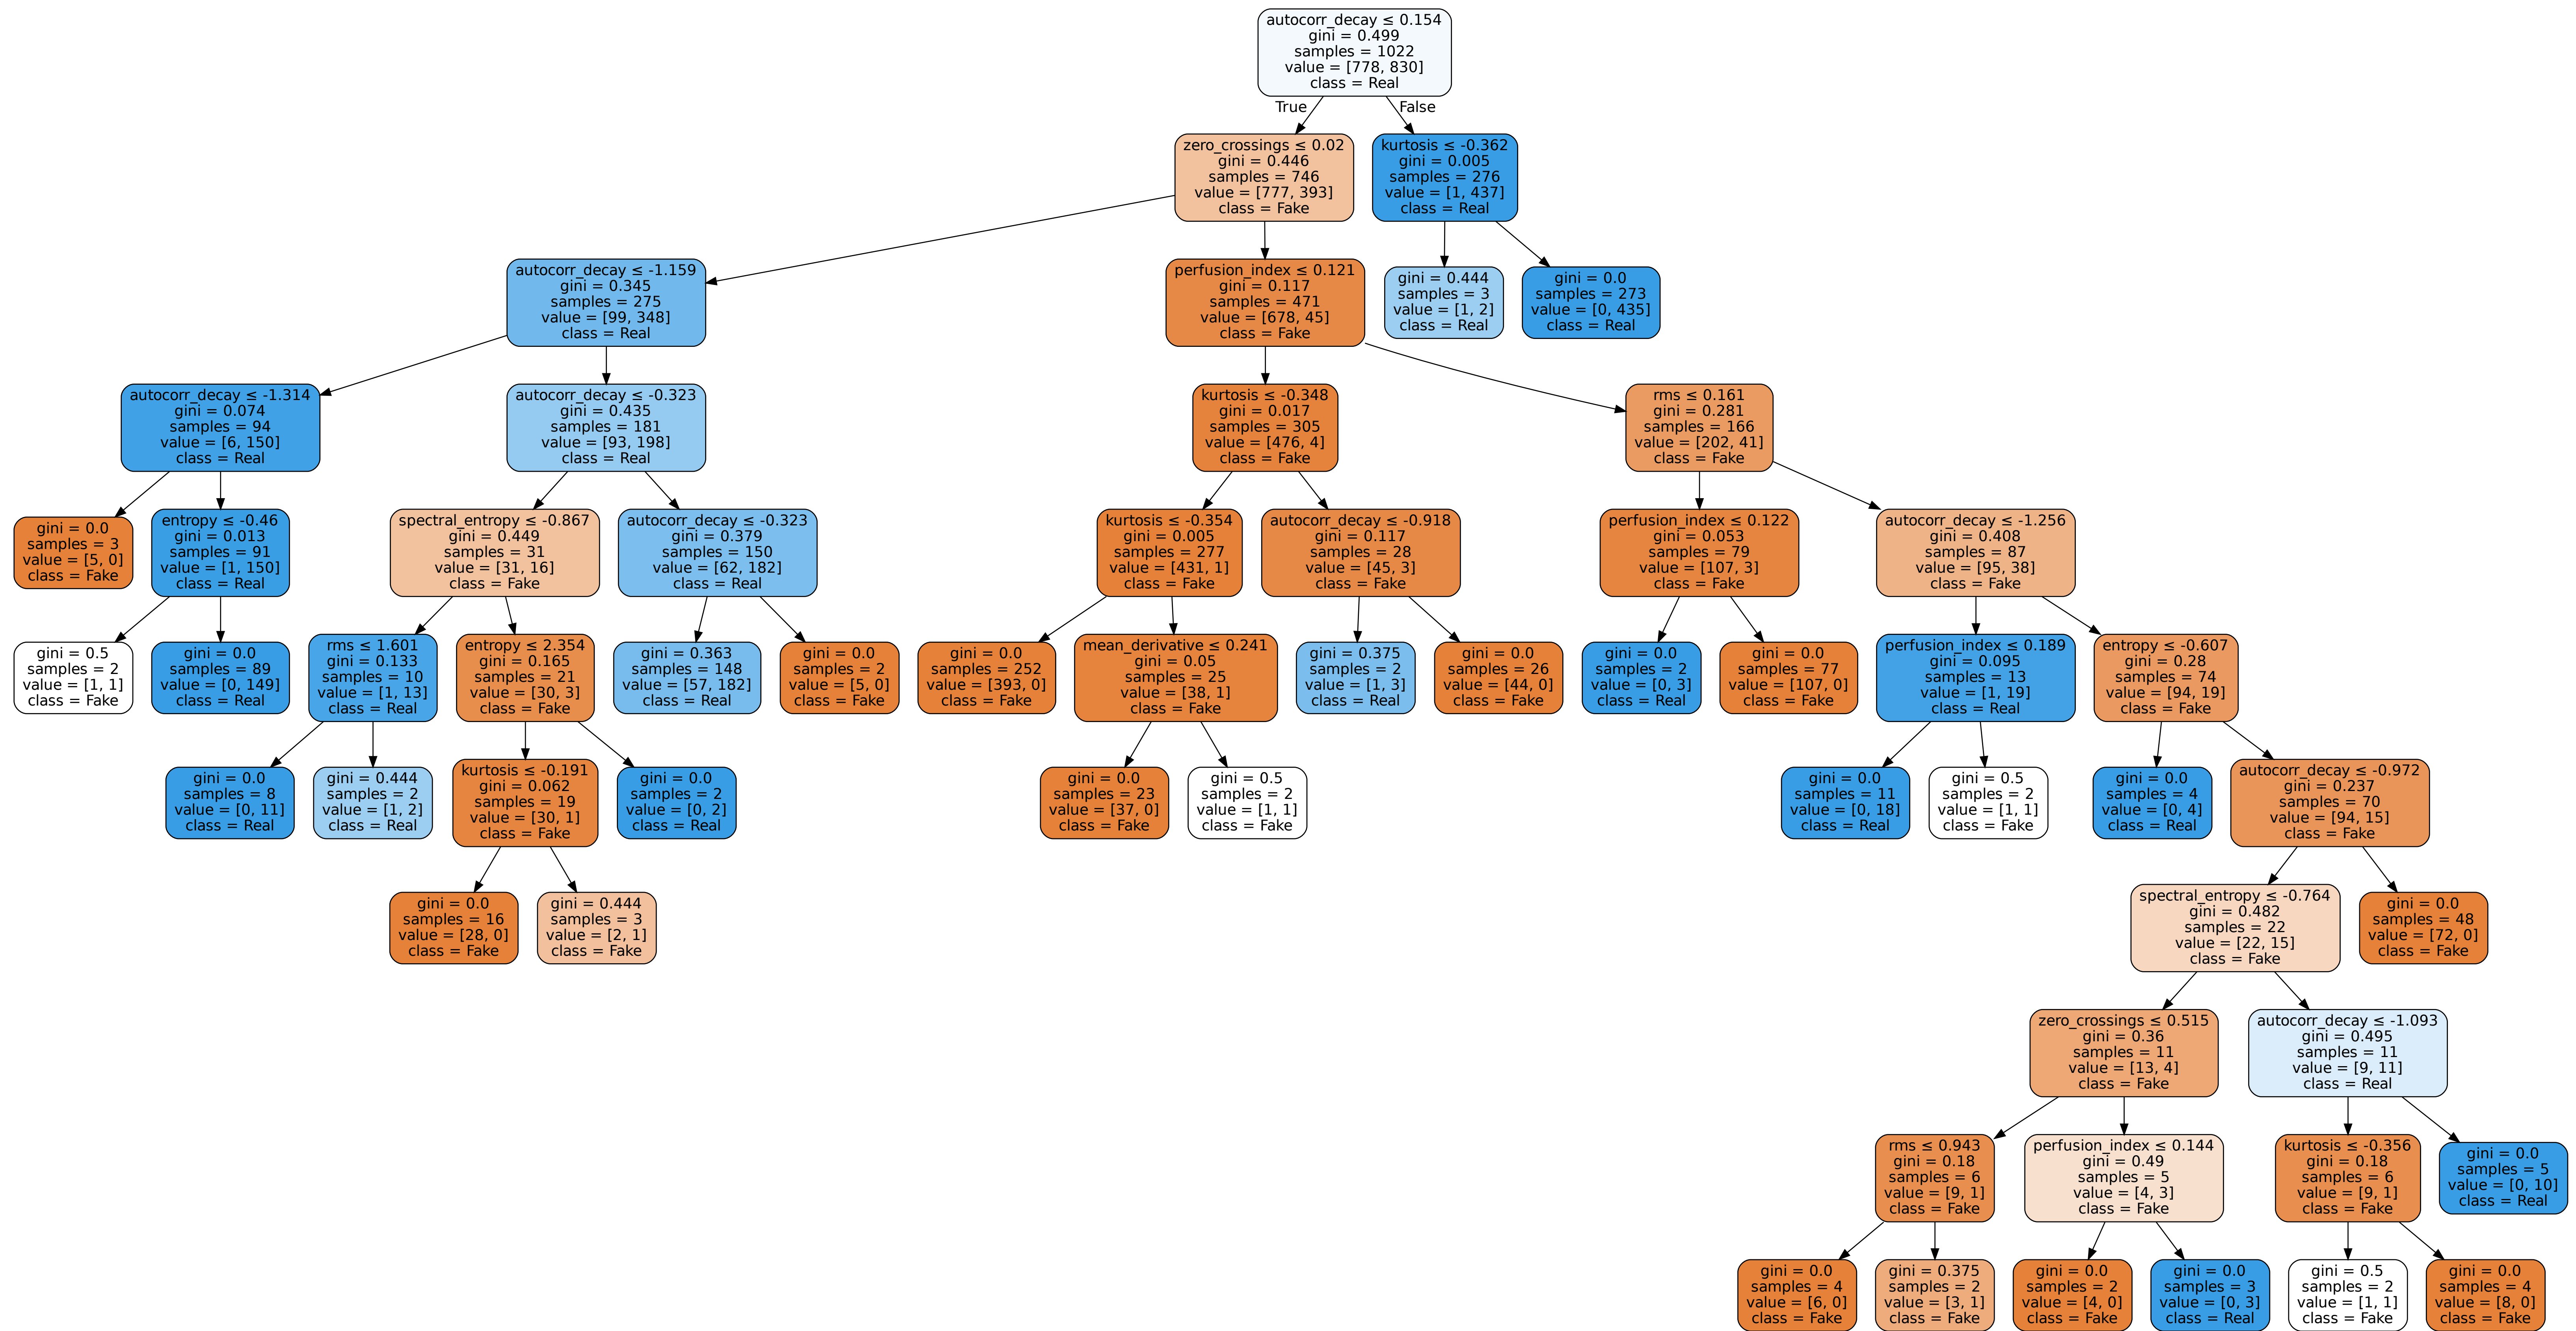 autocorr_decay ≤ 0.154
gini = 0.499
samples = 1022
value = [778, 830]
class = Real
True
False
zero_crossings ≤ 0.02
gini = 0.446
samples = 746
value = [777, 393]
class = Fake
kurtosis ≤ -0.362
gini = 0.005
samples = 276
value = [1, 437]
class = Real
autocorr_decay ≤ -1.159
gini = 0.345
samples = 275
value = [99, 348]
class = Real
perfusion_index ≤ 0.121
gini = 0.117
samples = 471
value = [678, 45]
class = Fake
gini = 0.444
samples = 3
value = [1, 2]
class = Real
gini = 0.0
samples = 273
value = [0, 435]
class = Real
autocorr_decay ≤ -1.314
gini = 0.074
samples = 94
value = [6, 150]
class = Real
autocorr_decay ≤ -0.323
gini = 0.435
samples = 181
value = [93, 198]
class = Real
kurtosis ≤ -0.348
gini = 0.017
samples = 305
value = [476, 4]
class = Fake
rms ≤ 0.161
gini = 0.281
samples = 166
value = [202, 41]
class = Fake
gini = 0.0
samples = 3
value = [5, 0]
class = Fake
entropy ≤ -0.46
gini = 0.013
samples = 91
value = [1, 150]
class = Real
spectral_entropy ≤ -0.867
gini = 0.449
samples = 31
value = [31, 16]
class = Fake
autocorr_decay ≤ -0.323
gini = 0.379
samples = 150
value = [62, 182]
class = Real
kurtosis ≤ -0.354
gini = 0.005
samples = 277
value = [431, 1]
class = Fake
autocorr_decay ≤ -0.918
gini = 0.117
samples = 28
value = [45, 3]
class = Fake
perfusion_index ≤ 0.122
gini = 0.053
samples = 79
value = [107, 3]
class = Fake
autocorr_decay ≤ -1.256
gini = 0.408
samples = 87
value = [95, 38]
class = Fake
gini = 0.5
samples = 2
value = [1, 1]
class = Fake
gini = 0.0
samples = 89
value = [0, 149]
class = Real
rms ≤ 1.601
gini = 0.133
samples = 10
value = [1, 13]
class = Real
entropy ≤ 2.354
gini = 0.165
samples = 21
value = [30, 3]
class = Fake
gini = 0.363
samples = 148
value = [57, 182]
class = Real
gini = 0.0
samples = 2
value = [5, 0]
class = Fake
gini = 0.0
samples = 252
value = [393, 0]
class = Fake
mean_derivative ≤ 0.241
gini = 0.05
samples = 25
value = [38, 1]
class = Fake
gini = 0.375
samples = 2
value = [1, 3]
class = Real
gini = 0.0
samples = 26
value = [44, 0]
class = Fake
gini = 0.0
samples = 2
value = [0, 3]
class = Real
gini = 0.0
samples = 77
value = [107, 0]
class = Fake
perfusion_index ≤ 0.189
gini = 0.095
samples = 13
value = [1, 19]
class = Real
entropy ≤ -0.607
gini = 0.28
samples = 74
value = [94, 19]
class = Fake
gini = 0.0
samples = 8
value = [0, 11]
class = Real
gini = 0.444
samples = 2
value = [1, 2]
class = Real
kurtosis ≤ -0.191
gini = 0.062
samples = 19
value = [30, 1]
class = Fake
gini = 0.0
samples = 2
value = [0, 2]
class = Real
gini = 0.0
samples = 23
value = [37, 0]
class = Fake
gini = 0.5
samples = 2
value = [1, 1]
class = Fake
gini = 0.0
samples = 11
value = [0, 18]
class = Real
gini = 0.5
samples = 2
value = [1, 1]
class = Fake
gini = 0.0
samples = 4
value = [0, 4]
class = Real
autocorr_decay ≤ -0.972
gini = 0.237
samples = 70
value = [94, 15]
class = Fake
gini = 0.0
samples = 16
value = [28, 0]
class = Fake
gini = 0.444
samples = 3
value = [2, 1]
class = Fake
spectral_entropy ≤ -0.764
gini = 0.482
samples = 22
value = [22, 15]
class = Fake
gini = 0.0
samples = 48
value = [72, 0]
class = Fake
zero_crossings ≤ 0.515
gini = 0.36
samples = 11
value = [13, 4]
class = Fake
autocorr_decay ≤ -1.093
gini = 0.495
samples = 11
value = [9, 11]
class = Real
rms ≤ 0.943
gini = 0.18
samples = 6
value = [9, 1]
class = Fake
perfusion_index ≤ 0.144
gini = 0.49
samples = 5
value = [4, 3]
class = Fake
kurtosis ≤ -0.356
gini = 0.18
samples = 6
value = [9, 1]
class = Fake
gini = 0.0
samples = 5
value = [0, 10]
class = Real
gini = 0.0
samples = 4
value = [6, 0]
class = Fake
gini = 0.375
samples = 2
value = [3, 1]
class = Fake
gini = 0.0
samples = 2
value = [4, 0]
class = Fake
gini = 0.0
samples = 3
value = [0, 3]
class = Real
gini = 0.5
samples = 2
value = [1, 1]
class = Fake
gini = 0.0
samples = 4
value = [8, 0]
class = Fake